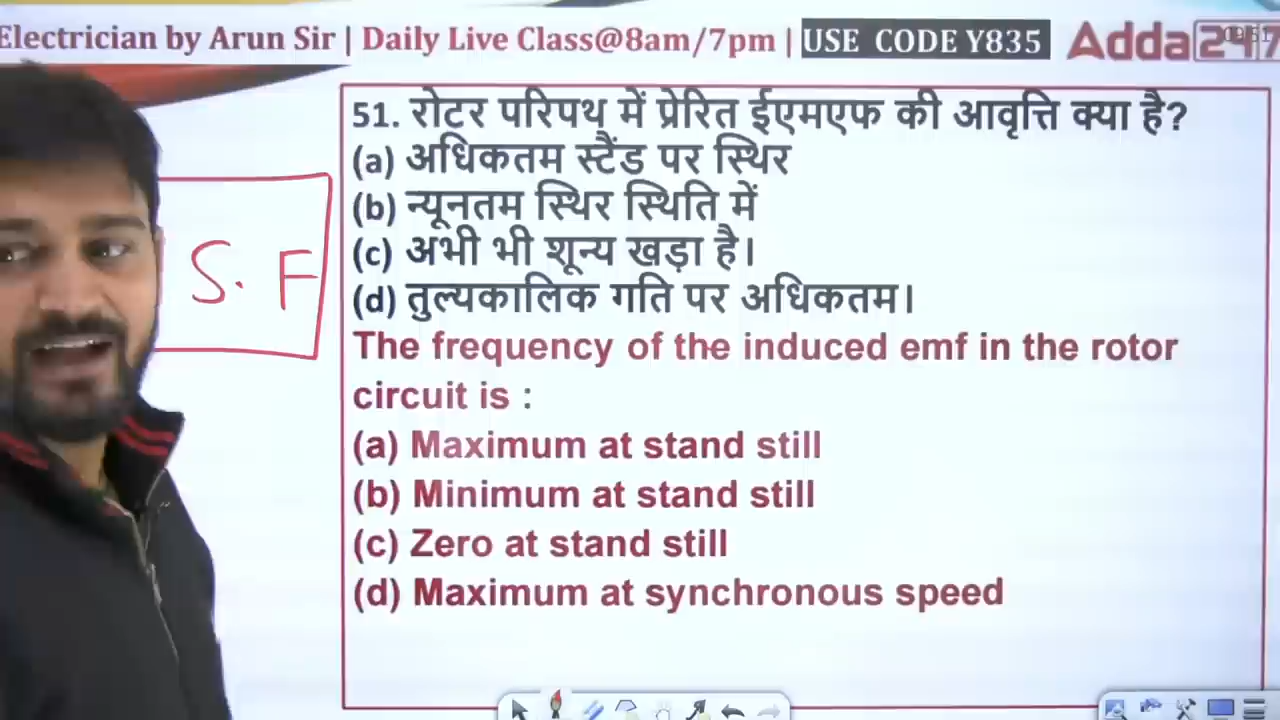 Electrician by Arun Sir | Daily Live Class@8am/7pm | USE CODE Y835 Adda247
51. रोटर परिपथ में प्रेरित ईएमएफ की आवृत्ति क्या है?
(a) अधिकतम स्टैंड पर स्थिर
(b) न्यूनतम स्थिर स्थिति में
(c) अभी भी शून्य खड़ा है।
(d) तुल्यकालिक गति पर अधिकतम।
S. F
The frequency of the induced emf in the rotor
circuit is :
(a) Maximum at stand still
(b) Minimum at stand still
(c) Zero at stand still
(d) Maximum at synchronous speed